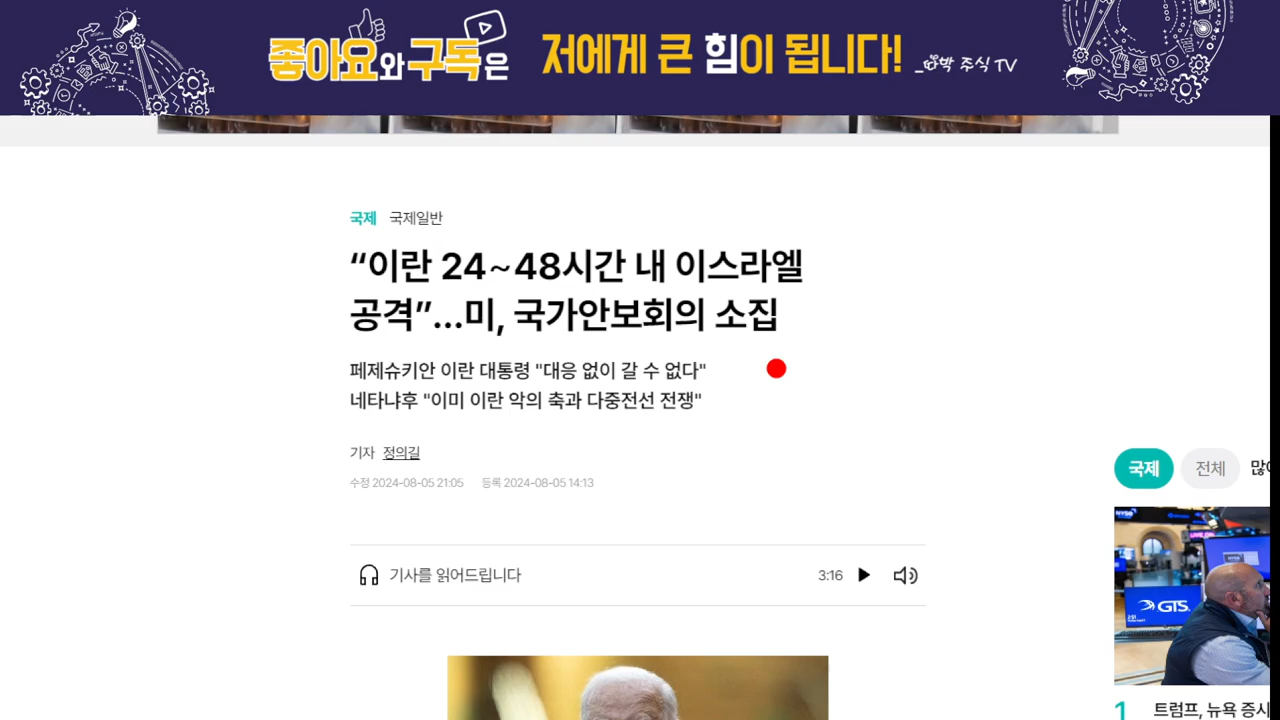 좋아요와 구독은 저에게 큰 힘이 됩니다!
주식 TV
국제 국제일반
“이란 24~48시간 내 이스라엘
공격”…미, 국가안보회의 소집
페제슈키안 이란 대통령 "대응 없이 갈 수 없다"
네타냐후 "이미 이란 악의 축과 다중전선 전쟁"
기자 정의길
수정 2024-08-05 21:05 등록 2024-08-05 14:13
국제 전체 많이
기사를 읽어드립니다 3:16
GTS.
1 트럼프, 뉴욕 증시